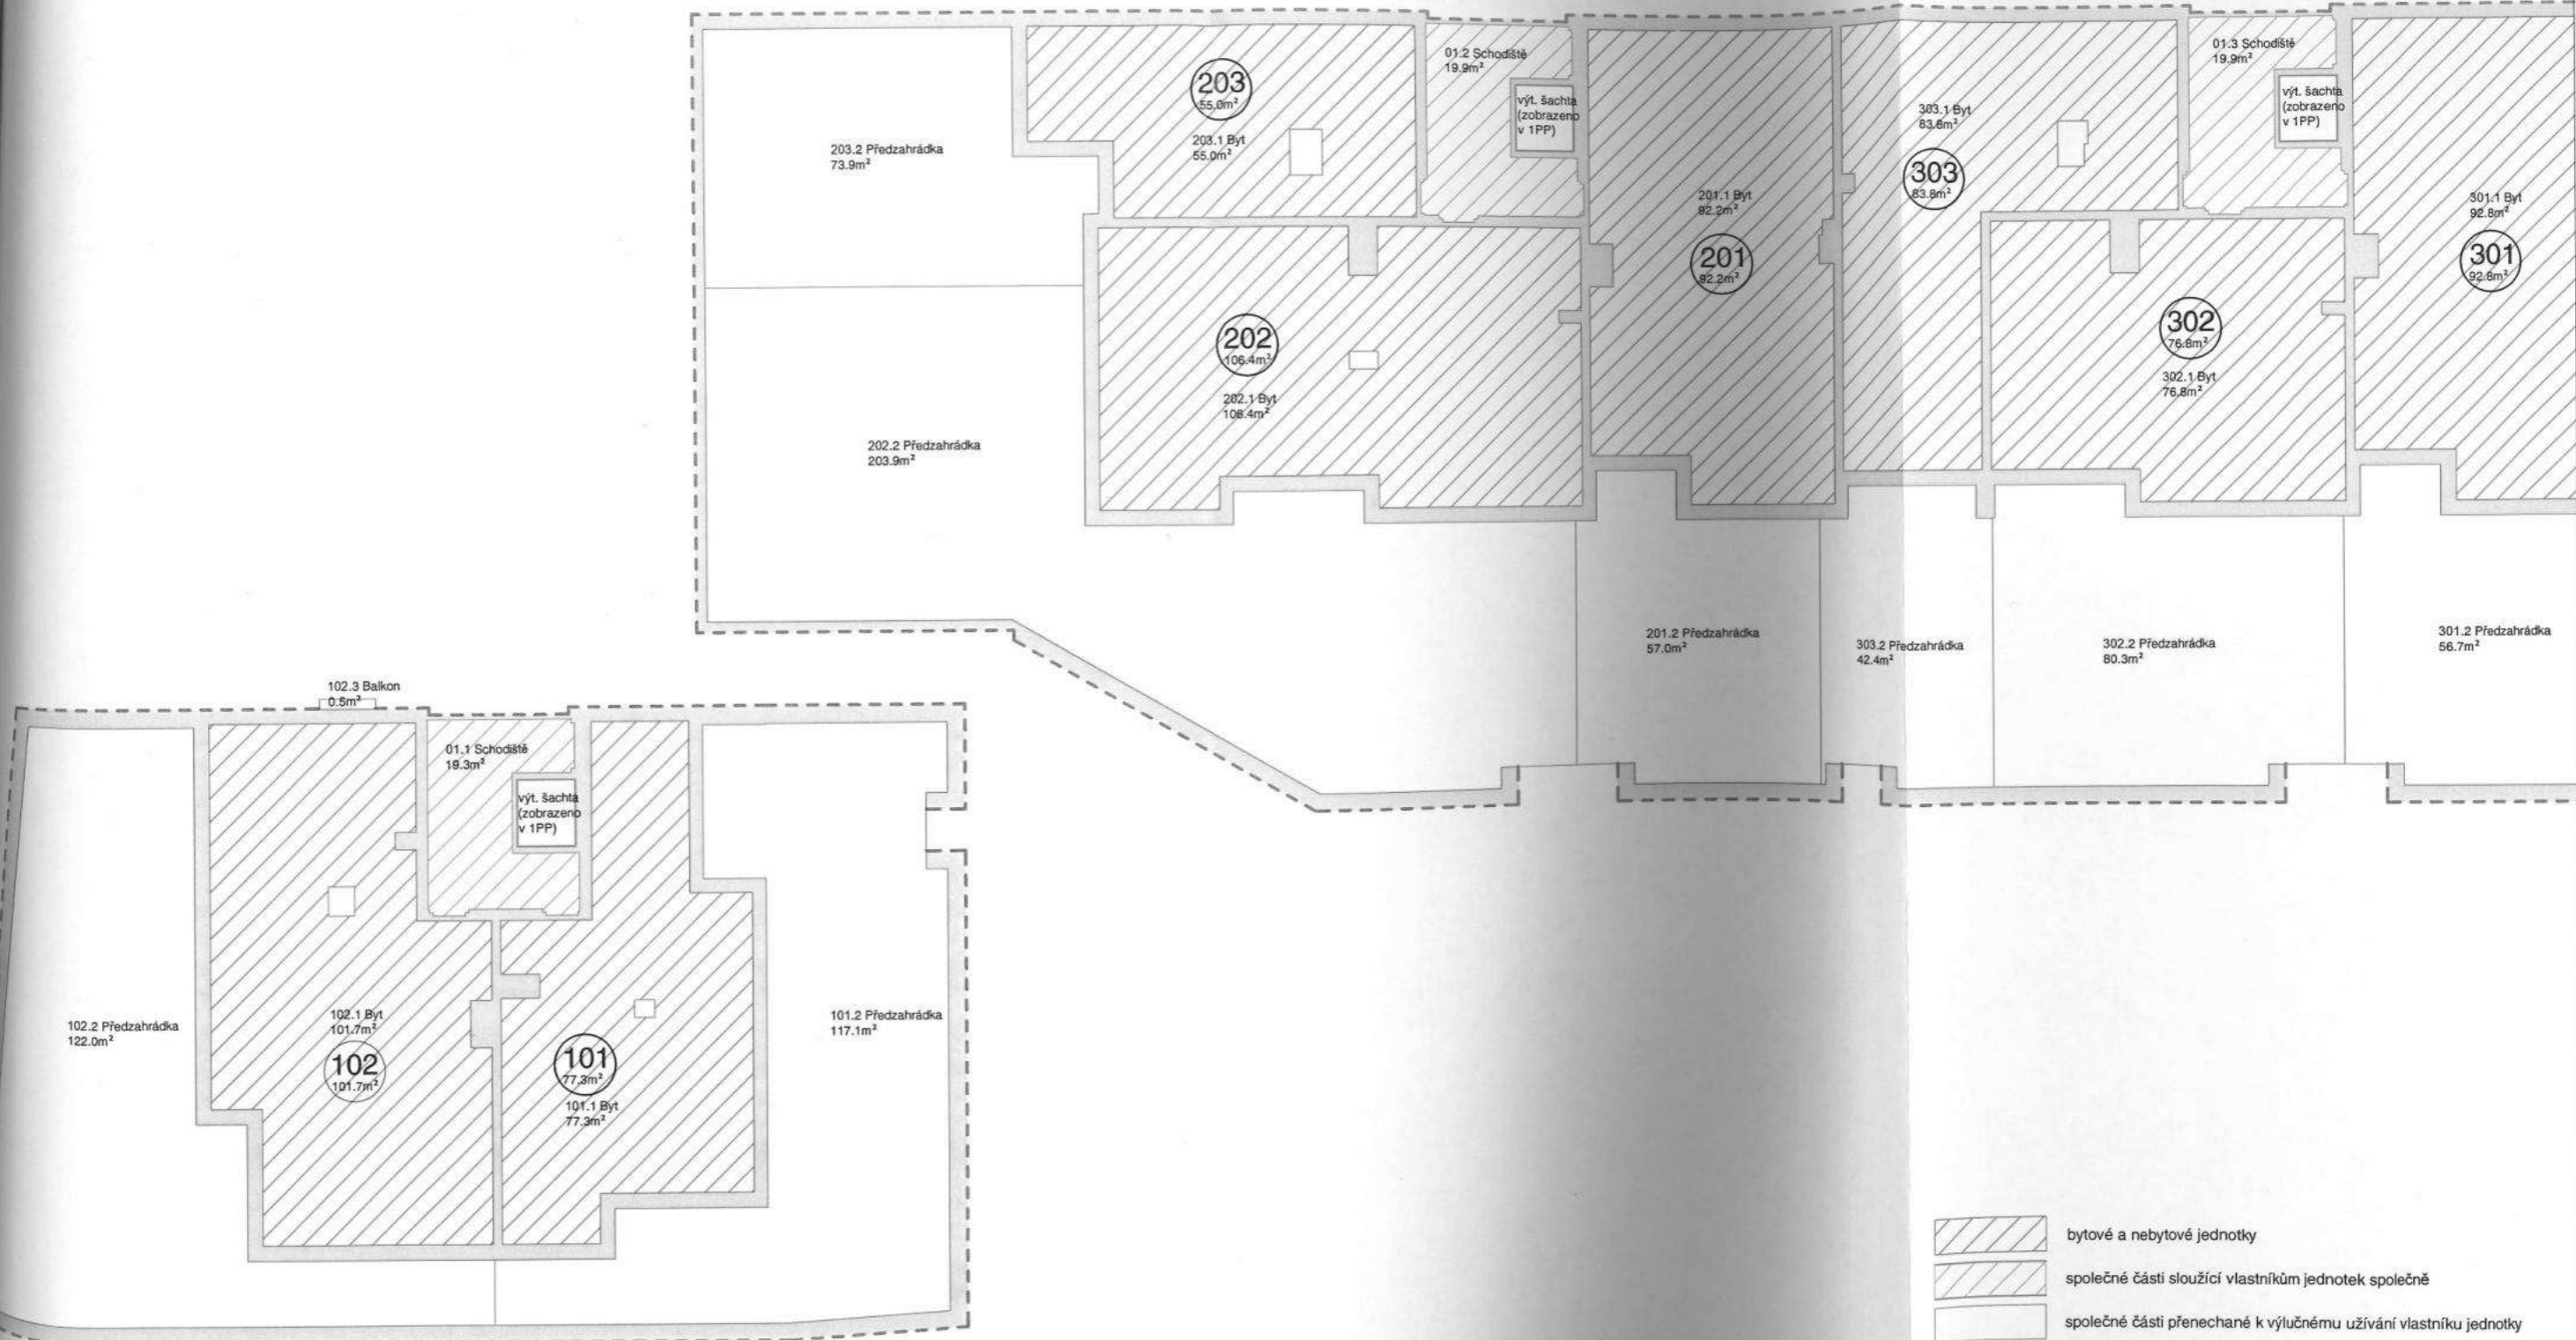 01.2 Schodiště
19.9m²
výt. šachta
(zobrazeno
v 1PP)
203
55.0m²
203.1 Byt
55.0m²
203.2 Předzahrádka
73.9m²
202
106.4m²
202.1 Byt
106.4m²
202.2 Předzahrádka
203.9m²
201.1 Byt
92.2m²
201
92.2m²
201.2 Předzahrádka
57.0m²
303.1 Byt
83.8m²
303
83.8m²
303.2 Předzahrádka
42.4m²
01.3 Schodiště
19.9m²
výt. šachta
(zobrazeno
v 1PP)
302
76.8m²
302.1 Byt
76.8m²
302.2 Předzahrádka
80.3m²
301.1 Byt
92.8m²
301
92.8m²
301.2 Předzahrádka
56.7m²
102.3 Balkon
0.5m²
01.1 Schodiště
19.3m²
výt. šachta
(zobrazeno
v 1PP)
102.2 Předzahrádka
122.0m²
102.1 Byt
101.7m²
102
101.7m²
101
77.3m²
101.1 Byt
77.3m²
101.2 Předzahrádka
117.1m²
bytové a nebytové jednotky
společné části sloužící vlastníkům jednotek společně
společné části přenechané k výlučnému užívání vlastníku jednotky